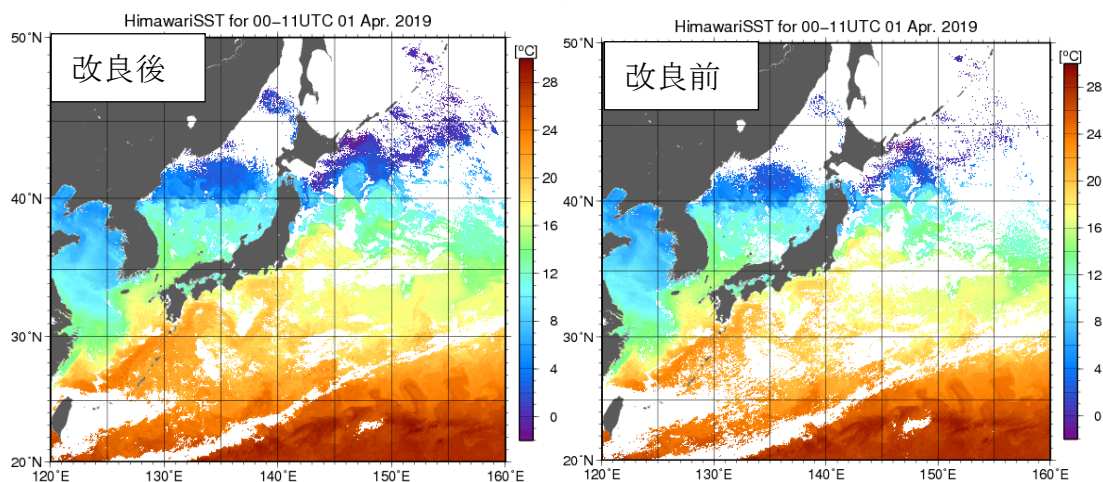 HimawariSST for 00-11UTC 01 Apr. 2019
改良後
[°C]
50°N
40°N
30°N
20°N
120°E
130°E
140°E
150°E
160°E
28
24
20
16
12
8
4
0
HimawariSST for 00-11UTC 01 Apr. 2019
改良前
[°C]
50°N
40°N
30°N
20°N
120°E
130°E
140°E
150°E
160°E
28
24
20
16
12
8
4
0